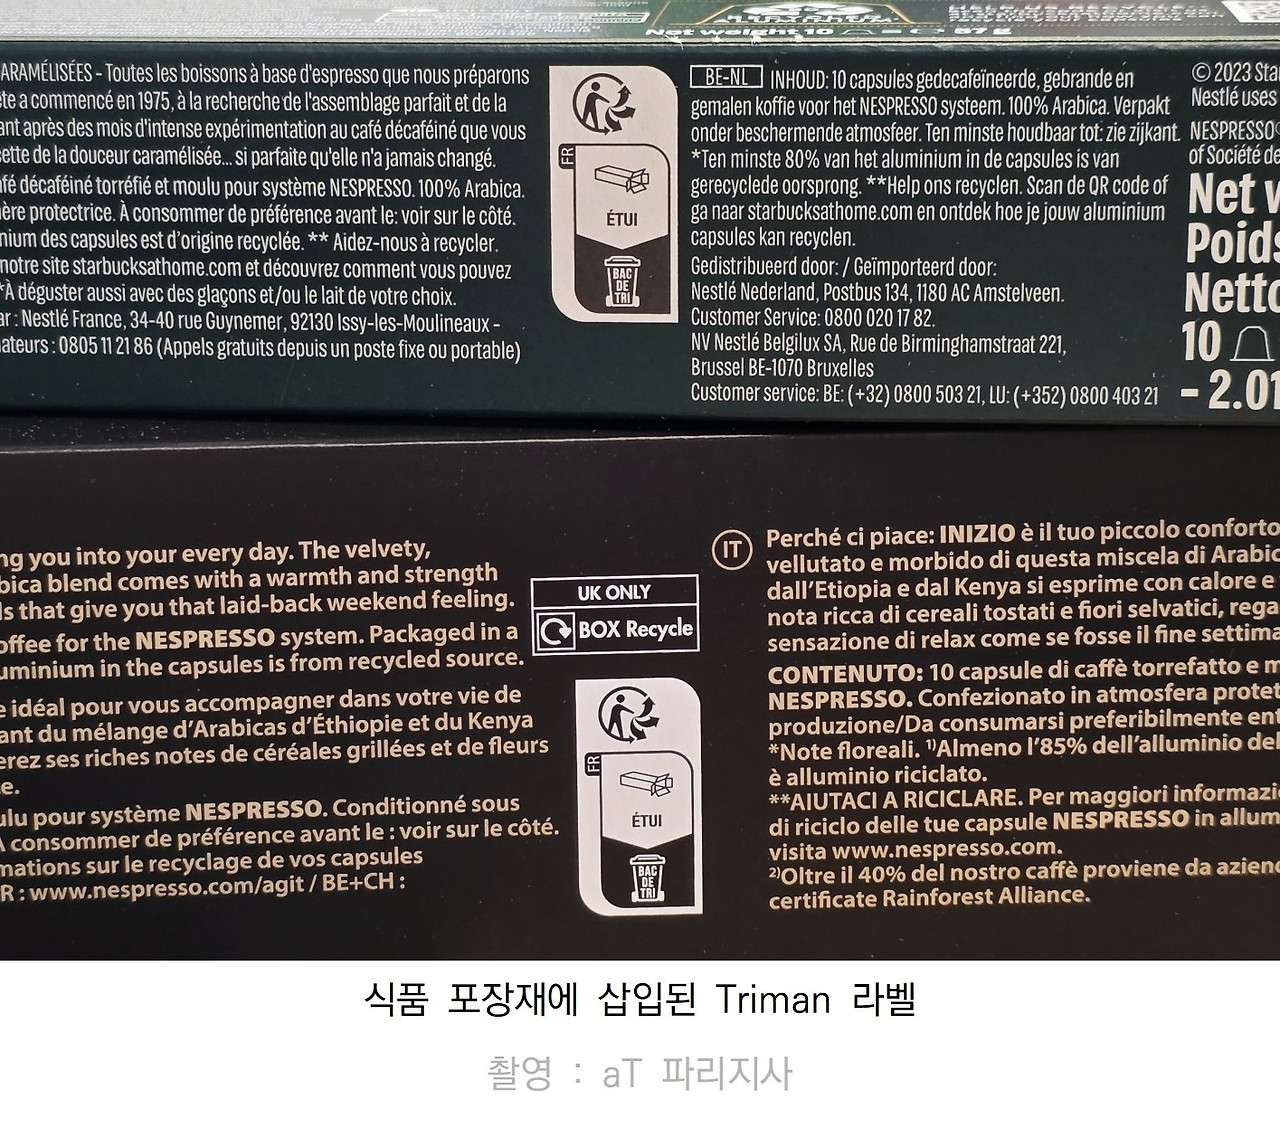 Net weight 10 57 g
ARAMÉLISÉES - Toutes les boissons à base d'espresso que nous préparons
te a commencé en 1975, à la recherche de l'assemblage parfait et de la
ant après des mois d'intense expérimentation au café décaféiné que vous
ette de la douceur caramélisée... si parfaite qu'elle n'a jamais changé.
fé décaféiné torréfié et moulu pour système NESPRESSO. 100% Arabica.
ère protectrice. À consommer de préférence avant le: voir sur le côté.
nium des capsules est d'origine recyclée. ** Aidez-nous à recycler.
notre site starbucksathome.com et découvrez comment vous pouvez
*À déguster aussi avec des glaçons et/ou le lait de votre choix.
ar : Nestlé France, 34-40 rue Guynemer, 92130 Issy-les-Moulineaux -
ateurs : 0805 11 21 86 (Appels gratuits depuis un poste fixe ou portable)
FR
ÉTUI
BAC
DE
TRI
BE-NL INHOUD: 10 capsules gedecafeïneerde, gebrande en
gemalen koffie voor het NESPRESSO systeem. 100% Arabica. Verpakt
onder beschermende atmosfeer. Ten minste houdbaar tot: zie zijkant.
*Ten minste 80% van het aluminium in de capsules is van
gerecyclede oorsprong. **Help ons recyclen. Scan de QR code of
ga naar starbucksathome.com en ontdek hoe je jouw aluminium
capsules kan recyclen.
Gedistribueerd door: / Geïmporteerd door:
Nestlé Nederland, Postbus 134, 1180 AC Amstelveen.
Customer Service: 0800 020 17 82.
NV Nestlé Belgilux SA, Rue de Birminghamstraat 221,
Brussel BE-1070 Bruxelles
Customer service: BE: (+32) 0800 503 21, LU: (+352) 0800 403 21
© 2023 Sta
Nestlé uses
NESPRESSO
of Société de
Net w
Poids
Netto
10
- 2.01
ng you into your every day. The velvety,
bica blend comes with a warmth and strength
ls that give you that laid-back weekend feeling.
offee for the NESPRESSO system. Packaged in a
uminium in the capsules is from recycled source.
e idéal pour vous accompagner dans votre vie de
ant du mélange d'Arabicas d'Éthiopie et du Kenya
erez ses riches notes de céréales grillées et de fleurs
e.
ulu pour système NESPRESSO. Conditionné sous
À consommer de préférence avant le : voir sur le côté.
mations sur le recyclage de vos capsules
R : www.nespresso.com/agit / BE+CH :
UK ONLY
BOX Recycle
FR
ÉTUI
BAC
DE
TRI
IT
Perché ci piace: INIZIO è il tuo piccolo conforto
vellutato e morbido di questa miscela di Arabic
dall'Etiopia e dal Kenya si esprime con calore e
nota ricca di cereali tostati e fiori selvatici, rega
sensazione di relax come se fosse il fine settima
CONTENUTO: 10 capsule di caffè torrefatto e m
NESPRESSO. Confezionato in atmosfera protet
produzione/Da consumarsi preferibilmente ent
*Note floreali. ¹⁾Almeno l'85% dell'alluminio del
è alluminio riciclato.
**AIUTACI A RICICLARE. Per maggiori informazi
di riciclo delle tue capsule NESPRESSO in allum
visita www.nespresso.com.
²⁾Oltre il 40% del nostro caffè proviene da aziend
certificate Rainforest Alliance.
식품 포장재에 삽입된 Triman 라벨
촬영 : aT 파리지사